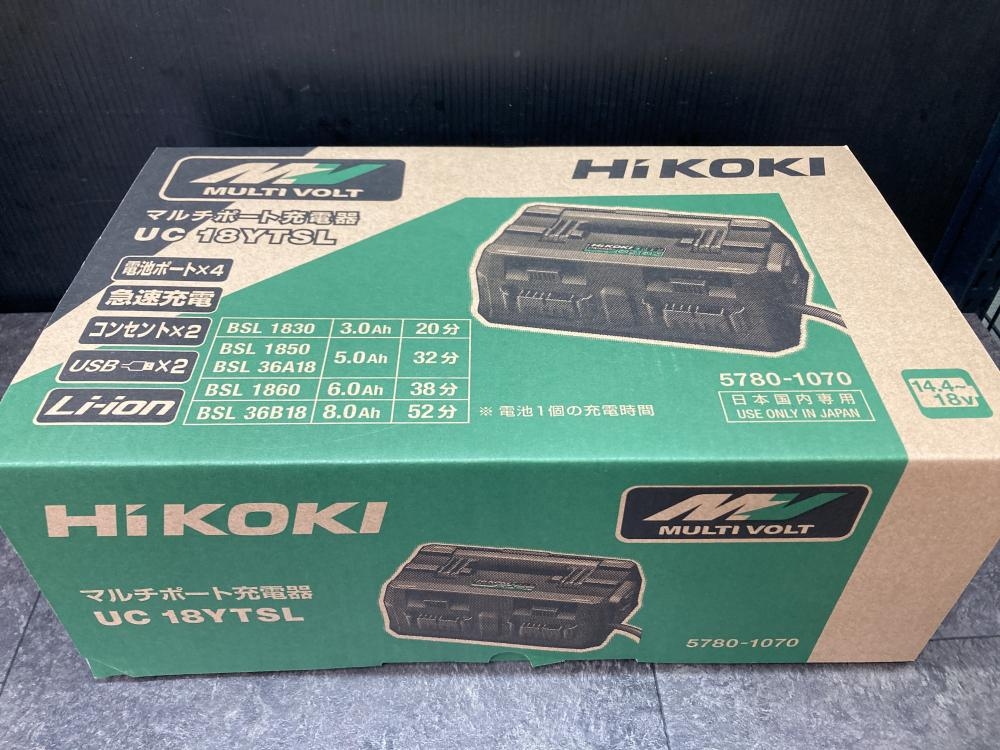 MULTI VOLT
HiKOKI
マルチポート充電器
UC 18YTSL
電池ポート×4
急速充電
コンセント×2
USB ×2
Li-ion
BSL 1830 3.0Ah 20分
BSL 1850
BSL 36A18 5.0Ah 32分
BSL 1860 6.0Ah 38分
BSL 36B18 8.0Ah 52分
※ 電池1個の充電時間
HiKOKI
5780-1070
日本国内専用
USE ONLY IN JAPAN
14.4~
18v
HiKOKI
MULTI VOLT
マルチポート充電器
UC 18YTSL
5780-1070